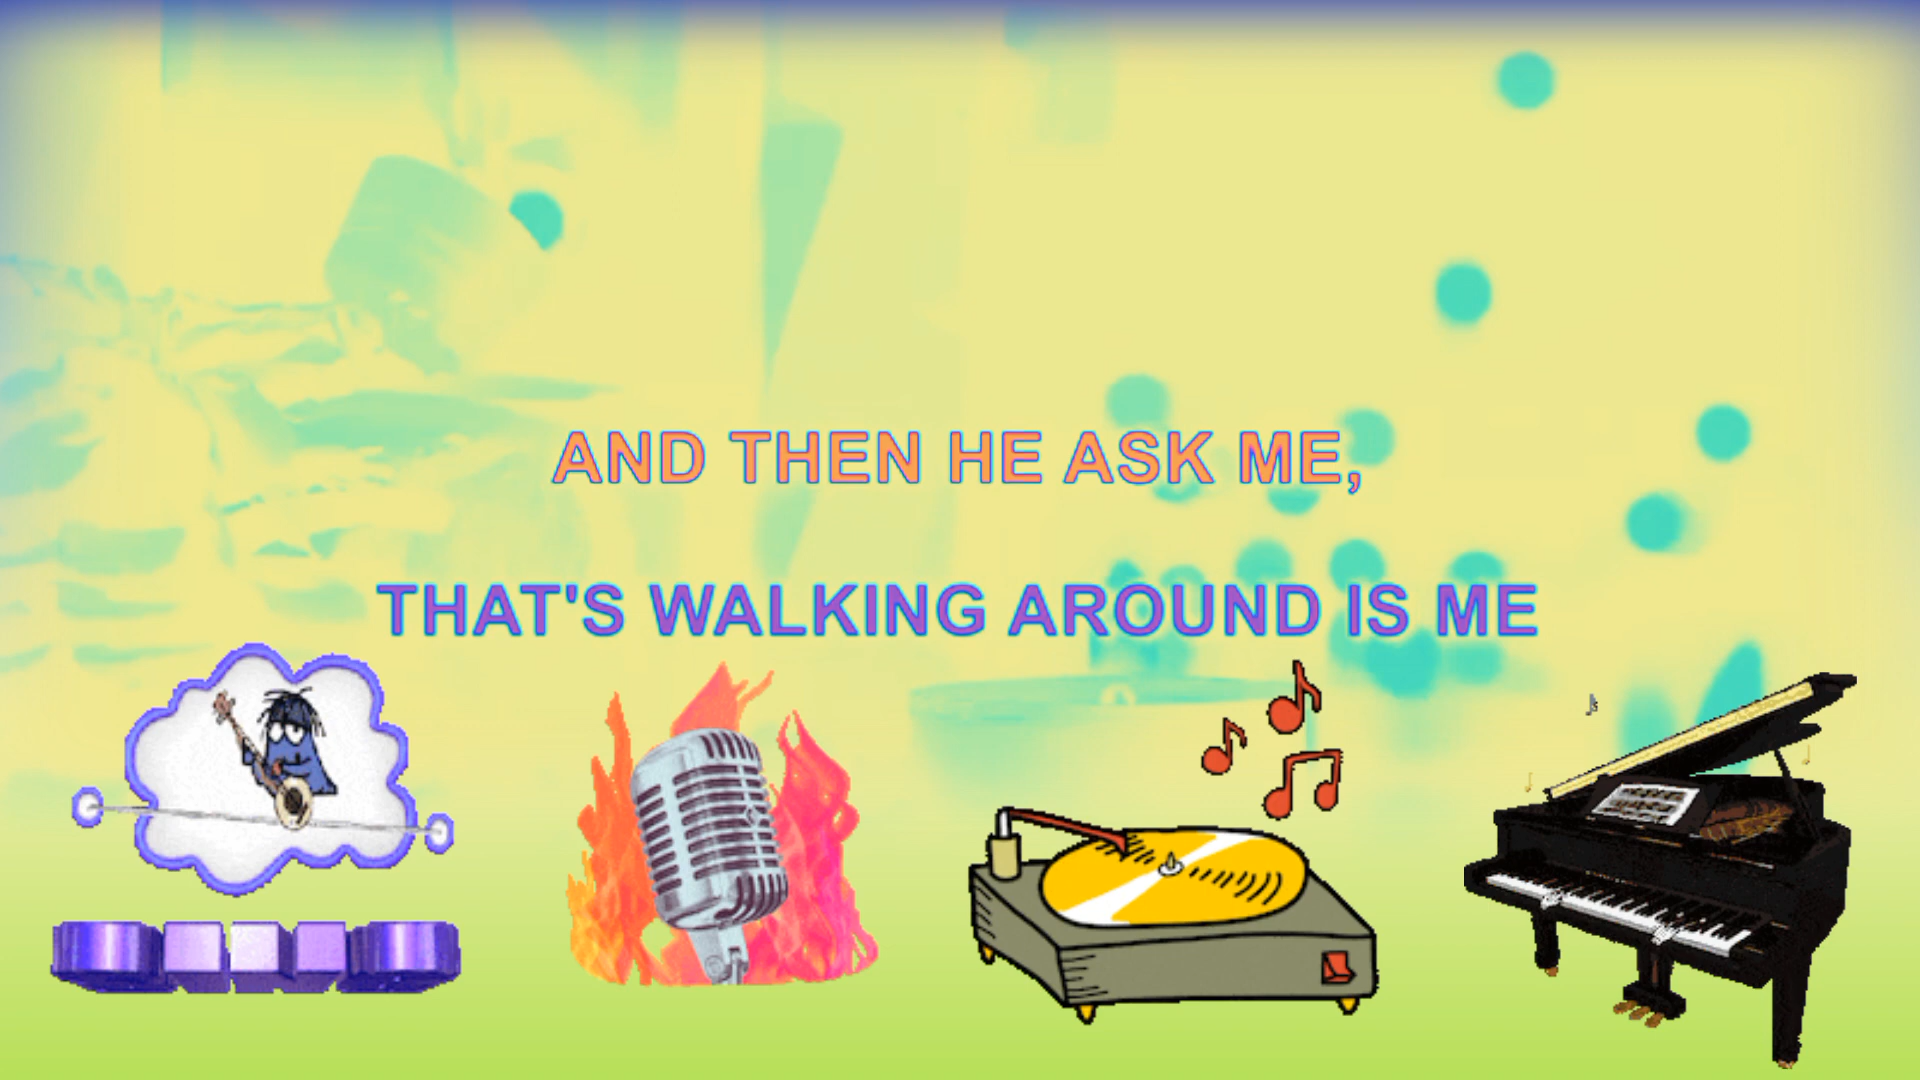 AND THEN HE ASK ME,
THAT'S WALKING AROUND IS ME